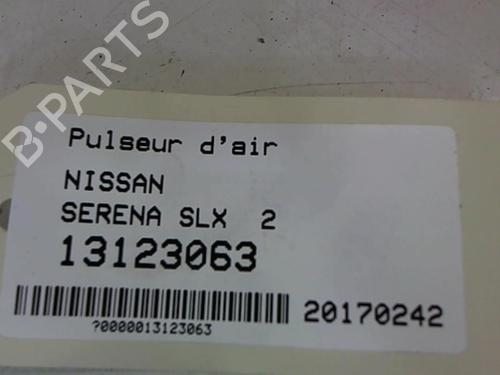 B-PARTS
Pulseur d'air
NISSAN
SERENA SLX 2
13123063
20170242
?0000013123063